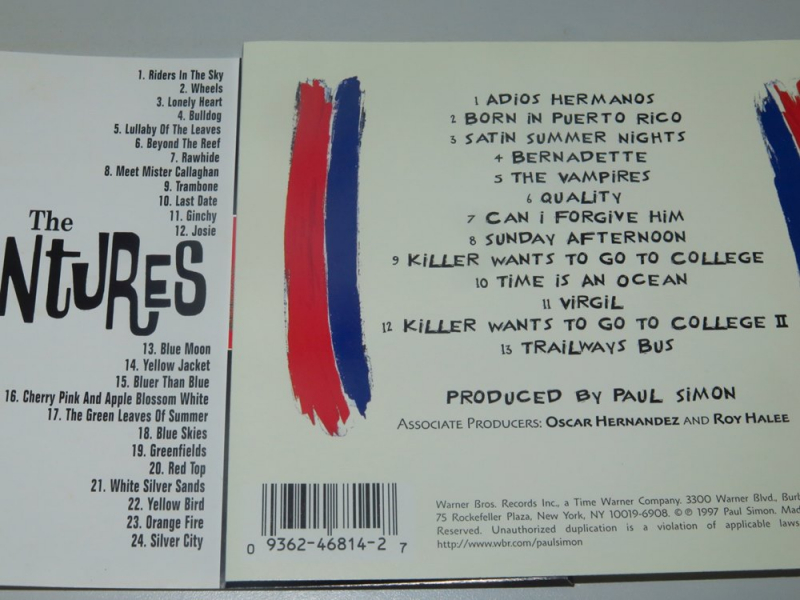 1. Riders In The Sky
2. Wheels
3. Lonely Heart
4. Bulldog
5. Lullaby Of The Leaves
6. Beyond The Reef
7. Rawhide
8. Meet Mister Callaghan
9. Trambone
10. Last Date
11. Ginchy
12. Josie
The
NTURES
13. Blue Moon
14. Yellow Jacket
15. Bluer Than Blue
16. Cherry Pink And Apple Blossom White
17. The Green Leaves Of Summer
18. Blue Skies
19. Greenfields
20. Red Top
21. White Silver Sands
22. Yellow Bird
23. Orange Fire
24. Silver City
1 ADIOS HERMANOS
2 BORN IN PUERTO RICO
3 SATIN SUMMER NIGHTS
4 BERNADETTE
5 THE VAMPIRES
6 QUALITY
7 CAN I FORGIVE HIM
8 SUNDAY AFTERNOON
9 KILLER WANTS TO GO TO COLLEGE
10 TIME IS AN OCEAN
11 VIRGIL
12 KILLER WANTS TO GO TO COLLEGE II
13 TRAILWAYS BUS
PRODUCED BY PAUL SIMON
ASSOCIATE PRODUCERS: OSCAR HERNANDEZ AND ROY HALEE
Warner Bros. Records Inc., a Time Warner Company. 3300 Warner Blvd., Burb
75 Rockefeller Plaza, New York, NY 10019-6908. © ℗ 1997 Paul Simon. Mad
Reserved. Unauthorized duplication is a violation of applicable laws.
http://www.wbr.com/paulsimon
0 9362-46814-2 7